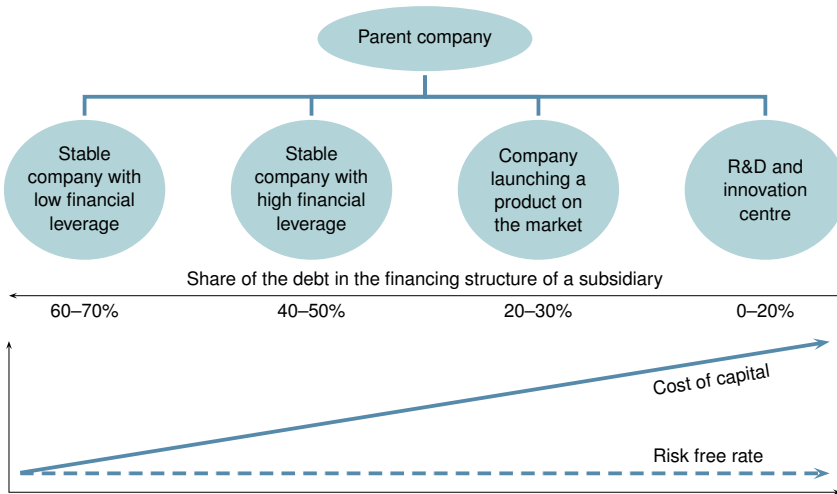 Parent company
Stable
company with
low financial
leverage
Stable
company with
high financial
leverage
Company
launching a
product on
the market
R&D and
innovation
centre
Share of the debt in the financing structure of a subsidiary
60–70%
40–50%
20–30%
0–20%
Cost of capital
Risk free rate